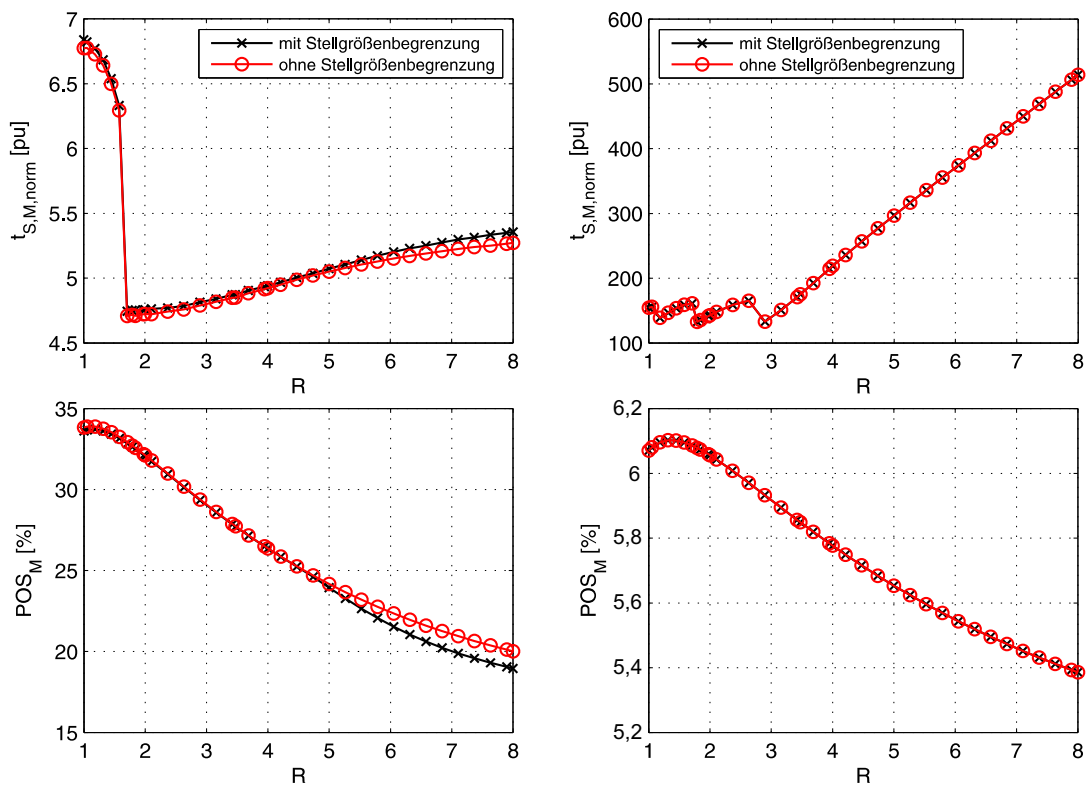 7
6.5
6
5.5
5
4.5
t_S,M,norm [pu]
mit Stellgrößenbegrenzung
ohne Stellgrößenbegrenzung
1 2 3 4 5 6 7 8
R
600
500
400
300
200
100
t_S,M,norm [pu]
mit Stellgrößenbegrenzung
ohne Stellgrößenbegrenzung
1 2 3 4 5 6 7 8
R
35
30
25
20
15
POS_M [%]
1 2 3 4 5 6 7 8
R
6,2
6
5,8
5,6
5,4
5,2
POS_M [%]
1 2 3 4 5 6 7 8
R